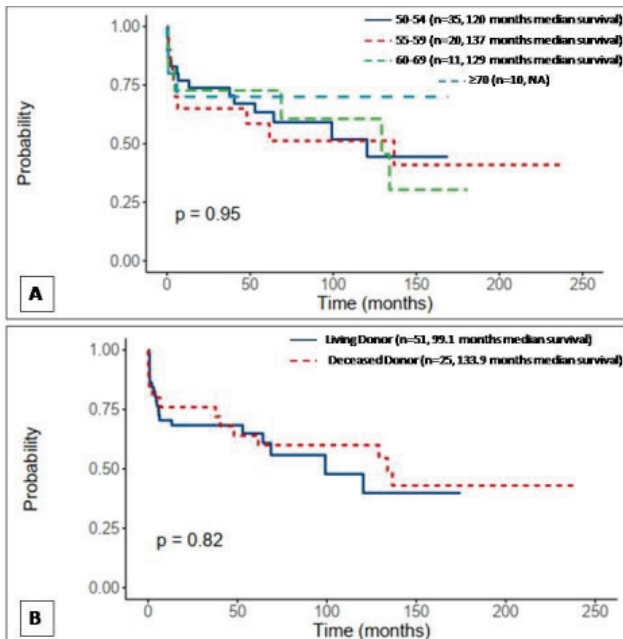 50-54 (n=35, 120 months median survival)
55-59 (n=20, 137 months median survival)
60-69 (n=11, 129 months median survival)
≥70 (n=10, NA)
1.00
0.75
0.50
0.25
0.00
Probability
p = 0.95
0
50
100
150
200
250
Time (months)
A
Living Donor (n=51, 99.1 months median survival)
Deceased Donor (n=25, 133.9 months median survival)
1.00
0.75
0.50
0.25
0.00
Probability
p = 0.82
0
50
100
150
200
250
Time (months)
B